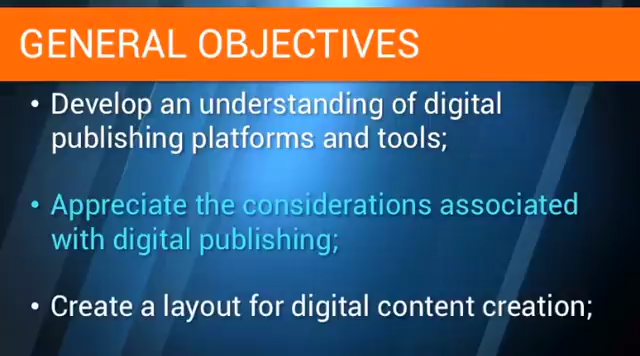 GENERAL OBJECTIVES
• Develop an understanding of digital
publishing platforms and tools;
• Appreciate the considerations associated
with digital publishing;
• Create a layout for digital content creation;